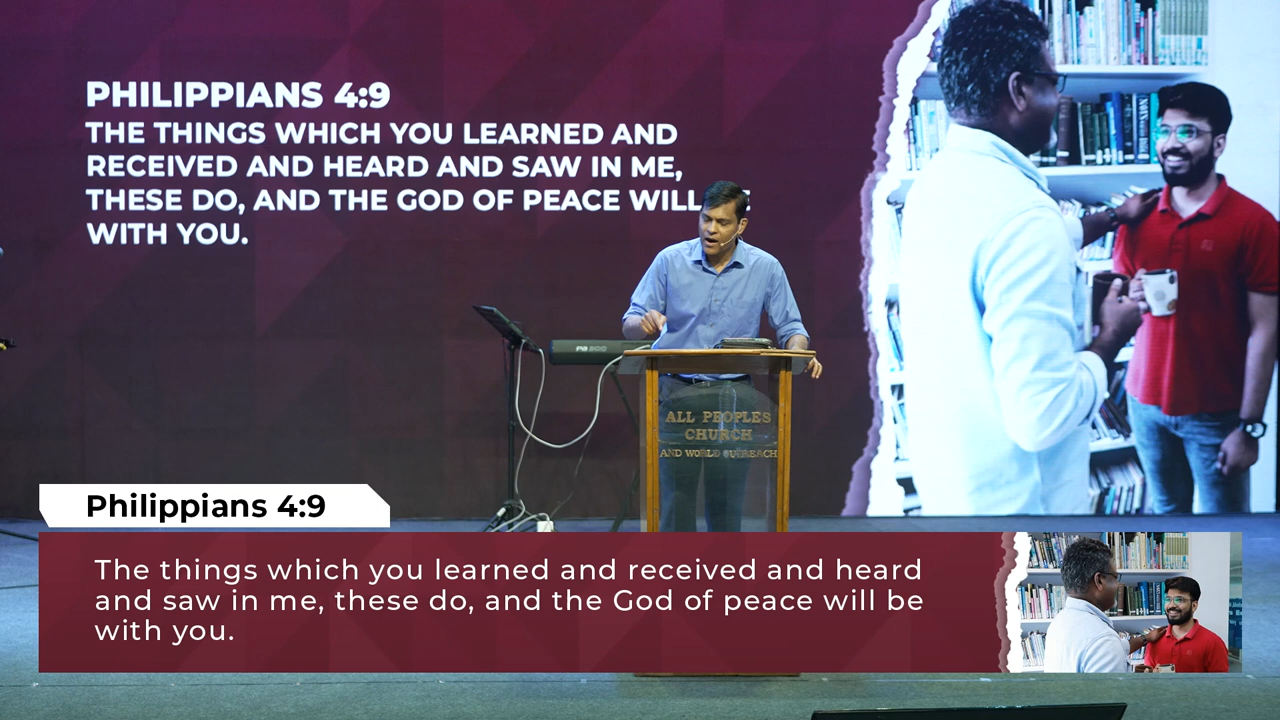 PHILIPPIANS 4:9
THE THINGS WHICH YOU LEARNED AND
RECEIVED AND HEARD AND SAW IN ME,
THESE DO, AND THE GOD OF PEACE WILL
WITH YOU.
ALL PEOPLES
CHURCH
AND WORLD OUTREACH
Philippians 4:9
The things which you learned and received and heard
and saw in me, these do, and the God of peace will be
with you.